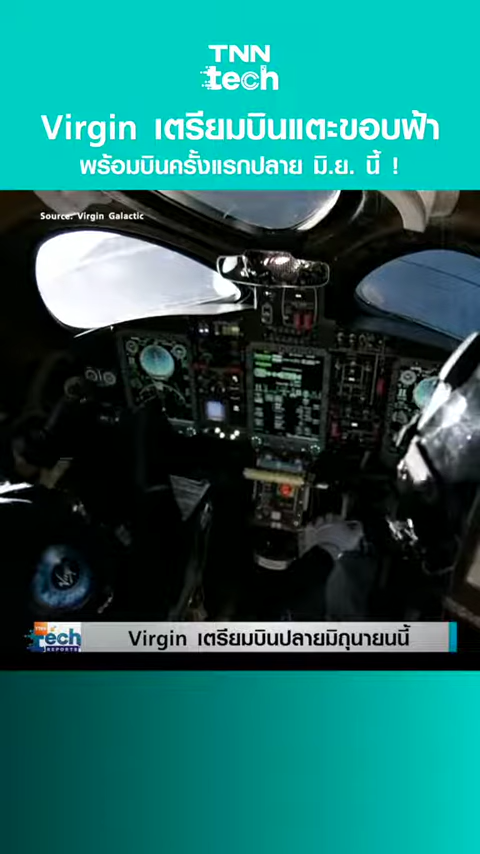 TNN
tech
Virgin เตรียมบินแตะขอบฟ้า
พร้อมบินครั้งแรกปลาย มิ.ย. นี้ !
Source: Virgin Galactic
TNN
tech
REPORTS
Virgin เตรียมบินปลายมิถุนายนนี้